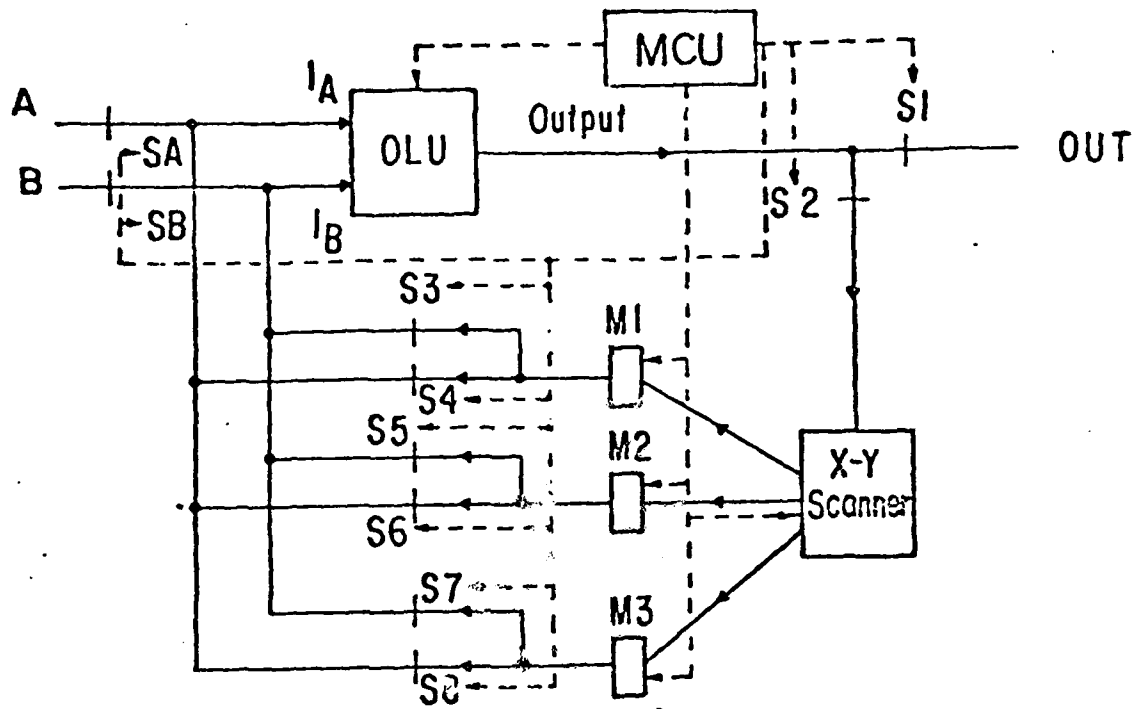 MCU
I_A
A
S1
Output
OLU
OUT
SA
B
S2
SB
I_B
S3
M1
S4
S5
M2
X-Y
Scanner
S6
S7
M3
S8